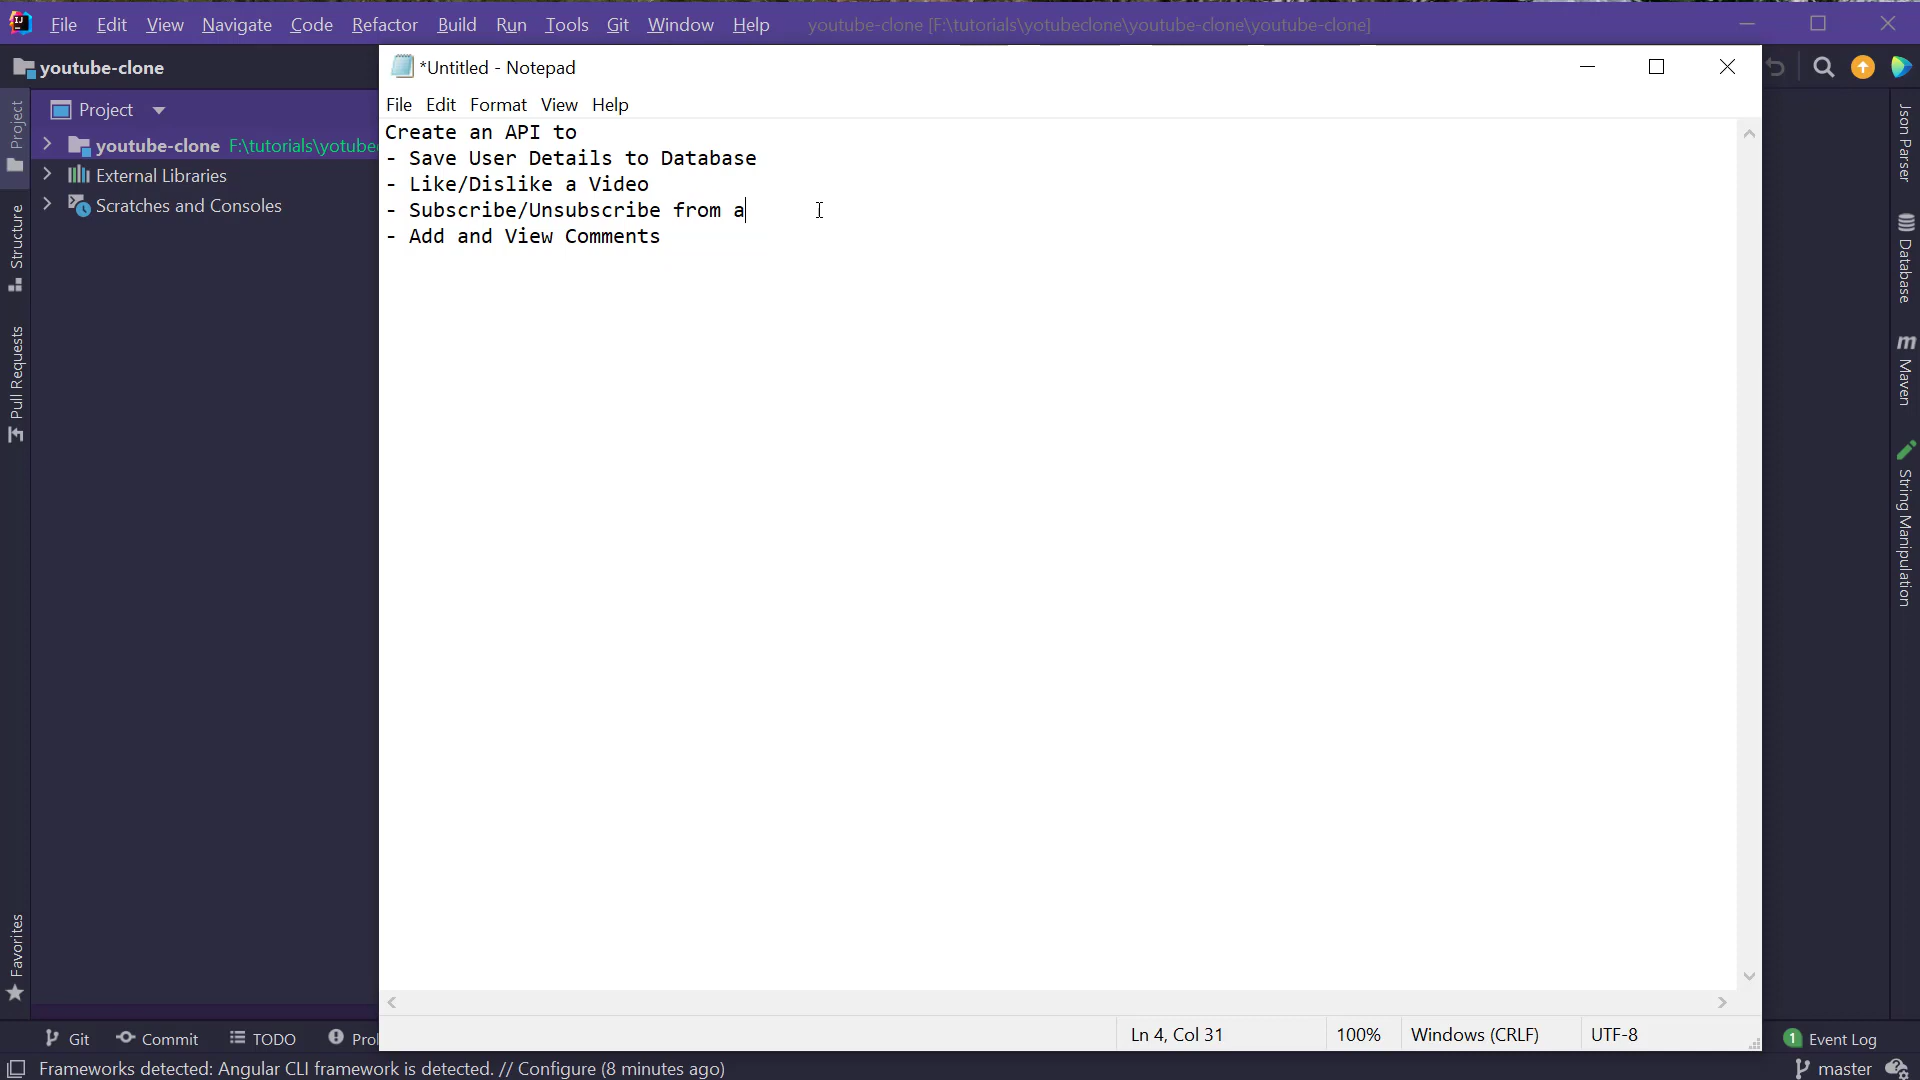 File Edit View Navigate Code Refactor Build Run Tools Git Window Help youtube-clone [F:\tutorials\yotubeclone\youtube-clone\youtube-clone]
youtube-clone
*Untitled - Notepad
Project
File Edit Format View Help
youtube-clone F:\tutorials\yotubec
External Libraries
Scratches and Consoles
Create an API to
- Save User Details to Database
- Like/Dislike a Video
- Subscribe/Unsubscribe from a
- Add and View Comments
Project
Structure
Pull Requests
Favorites
Json Parser
Database
m Maven
String Manipulation
Ln 4, Col 31 100% Windows (CRLF) UTF-8
Git Commit TODO Pro
1 Event Log
Frameworks detected: Angular CLI framework is detected. // Configure (8 minutes ago)
master